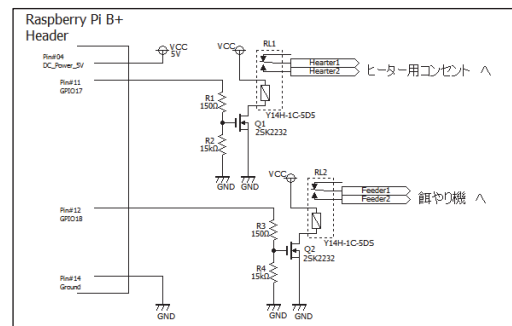 Raspberry Pi B+
Header
Pin#04
DC_Power_5V
VCC
5V
VCC
RL1
Hearter1
Hearter2
ヒーター用コンセント へ
Pin#11
GPIO17
R1
150Ω
Y14H-1C-5DS
Q1
2SK2232
R2
15kΩ
GND
GND
VCC
RL2
Feeder1
Feeder2
餌やり機 へ
Pin#12
GPIO18
R3
150Ω
Y14H-1C-5DS
Q2
2SK2232
R4
15kΩ
Pin#14
Ground
GND
GND
GND